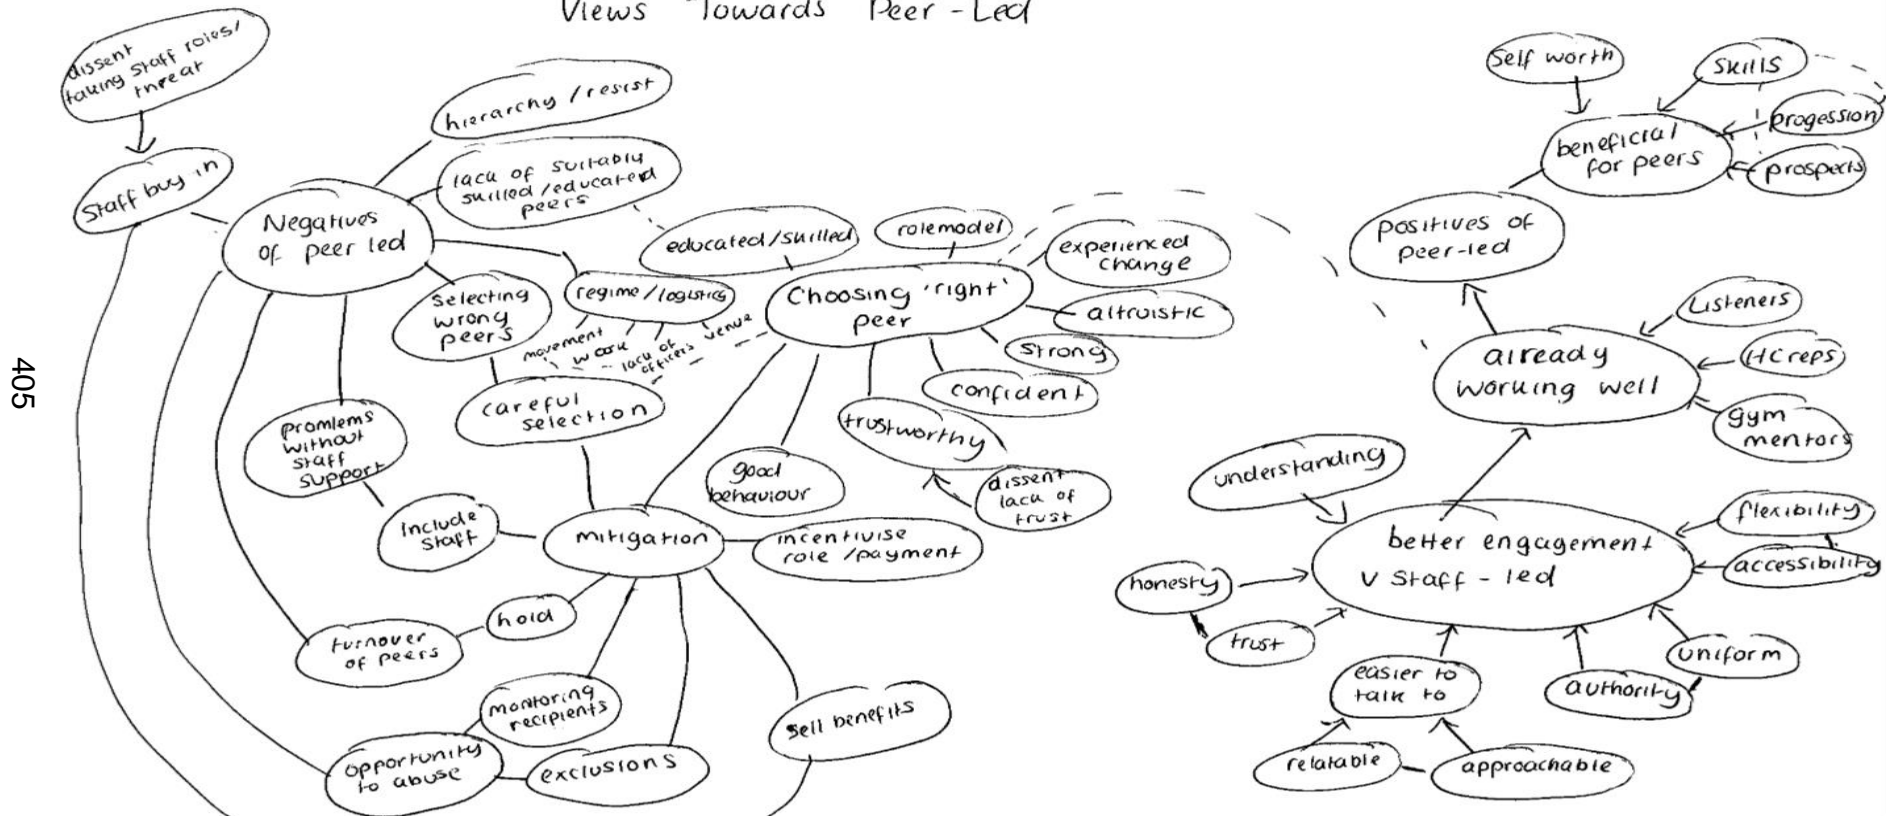 Views Towards Peer-Led
dissent
taking staff roles/
threat
Staff buy in
Negatives
of peer led
hierarchy/resist
lack of suitably
skilled/educated
peers
educated/skilled
rolemodel
experienced
change
Choosing 'right'
peer
altruistic
strong
confident
trustworthy
dissent
lack of
trust
good
behaviour
selecting
wrong
peers
regime/logistics
movement
work
lack of
officers
venue
careful
selection
promlems
without
staff
support
include
staff
mitigation
incentivise
role/payment
hold
turnover
of peers
monitoring
recipients
opportunity
to abuse
exclusions
sell benefits
Self worth
skills
progession
prospects
beneficial
for peers
positives of
peer-led
Listeners
HC reps
gym
mentors
already
working well
understanding
flexibility
accessibility
better engagement
v staff-led
honesty
trust
easier to
talk to
authority
uniform
relatable
approachable
405